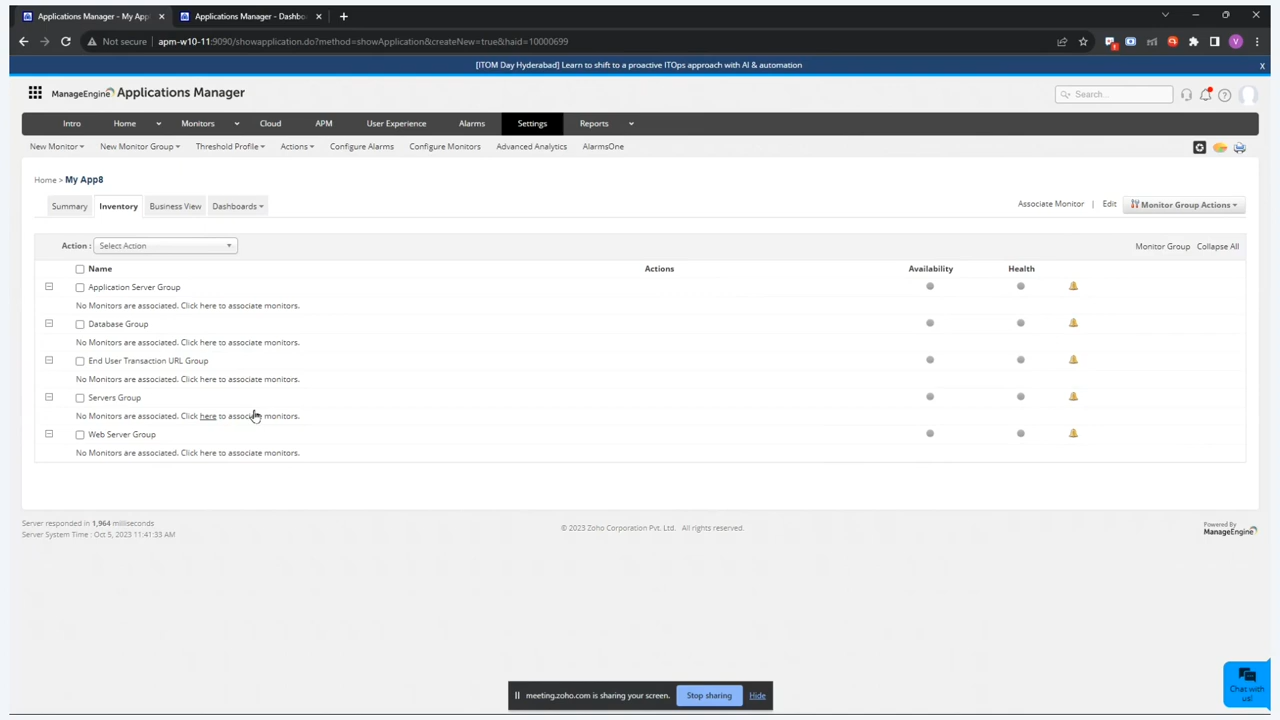 Applications Manager - My App
Applications Manager - Dashbo
Not secure
apm-w10-11:9090/showapplication.do?method=showApplication&createNew=true&haid=10000699
V
[ITOM Day Hyderabad] Learn to shift to a proactive ITOps approach with AI & automation
X
ManageEngine Applications Manager
Search...
Intro
Home
Monitors
Cloud
APM
User Experience
Alarms
Settings
Reports
New Monitor
New Monitor Group
Threshold Profile
Actions
Configure Alarms
Configure Monitors
Advanced Analytics
AlarmsOne
Home > My App8
Summary
Inventory
Business View
Dashboards
Associate Monitor | Edit
Monitor Group Actions
Action : Select Action
Monitor Group
Collapse All
Name
Actions
Availability
Health
Application Server Group
No Monitors are associated. Click here to associate monitors.
Database Group
No Monitors are associated. Click here to associate monitors.
End User Transaction URL Group
No Monitors are associated. Click here to associate monitors.
Servers Group
No Monitors are associated. Click here to associate monitors.
Web Server Group
No Monitors are associated. Click here to associate monitors.
Server responded in 1,964 milliseconds
Server System Time : Oct 5, 2023 11:41:33 AM
© 2023 Zoho Corporation Pvt. Ltd. All rights reserved.
Powered By
ManageEngine
Chat with
us!
meeting.zoho.com is sharing your screen.
Stop sharing
Hide